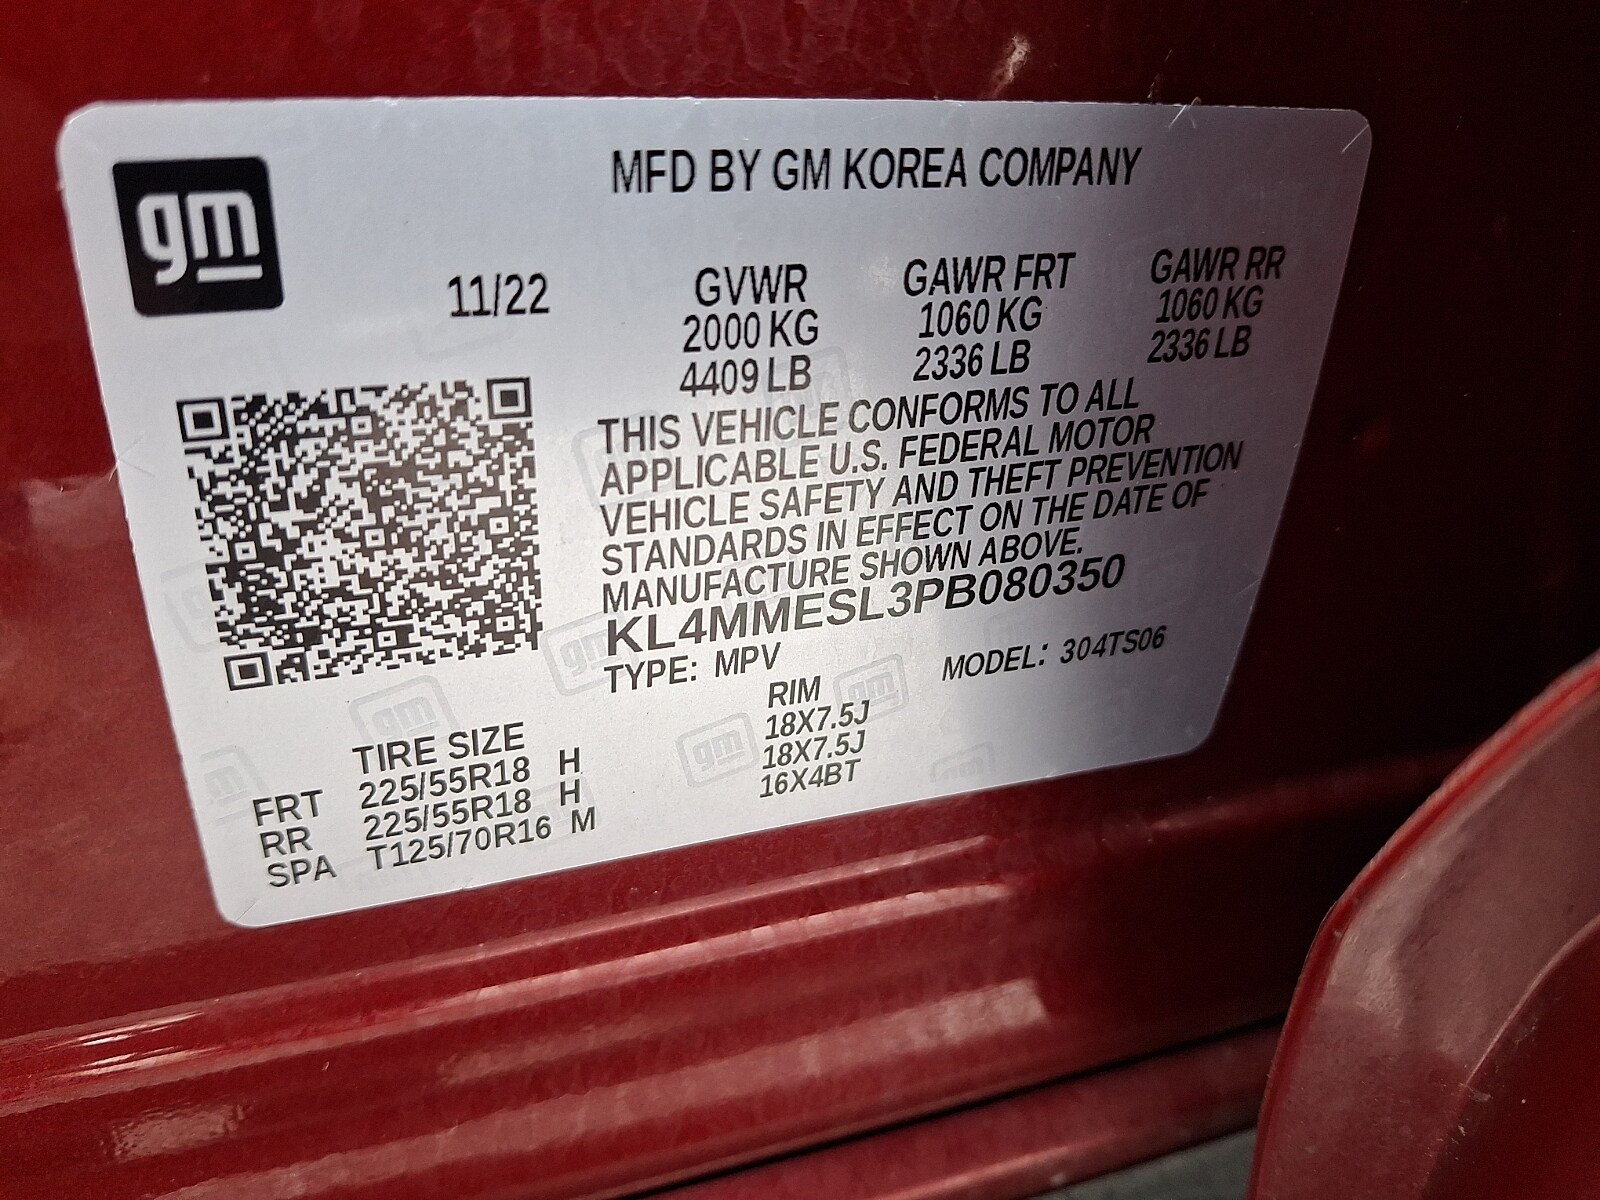 gm
MFD BY GM KOREA COMPANY
11/22
GVWR GAWR FRT GAWR RR
2000 KG 1060 KG 1060 KG
4409 LB 2336 LB 2336 LB
THIS VEHICLE CONFORMS TO ALL
APPLICABLE U.S. FEDERAL MOTOR
VEHICLE SAFETY AND THEFT PREVENTION
STANDARDS IN EFFECT ON THE DATE OF
MANUFACTURE SHOWN ABOVE.
KL4MMESL3PB080350
TYPE: MPV MODEL: 304TS06
TIRE SIZE RIM
FRT 225/55R18 H 18X7.5J
RR 225/55R18 H 18X7.5J
SPA T125/70R16 M 16X4BT